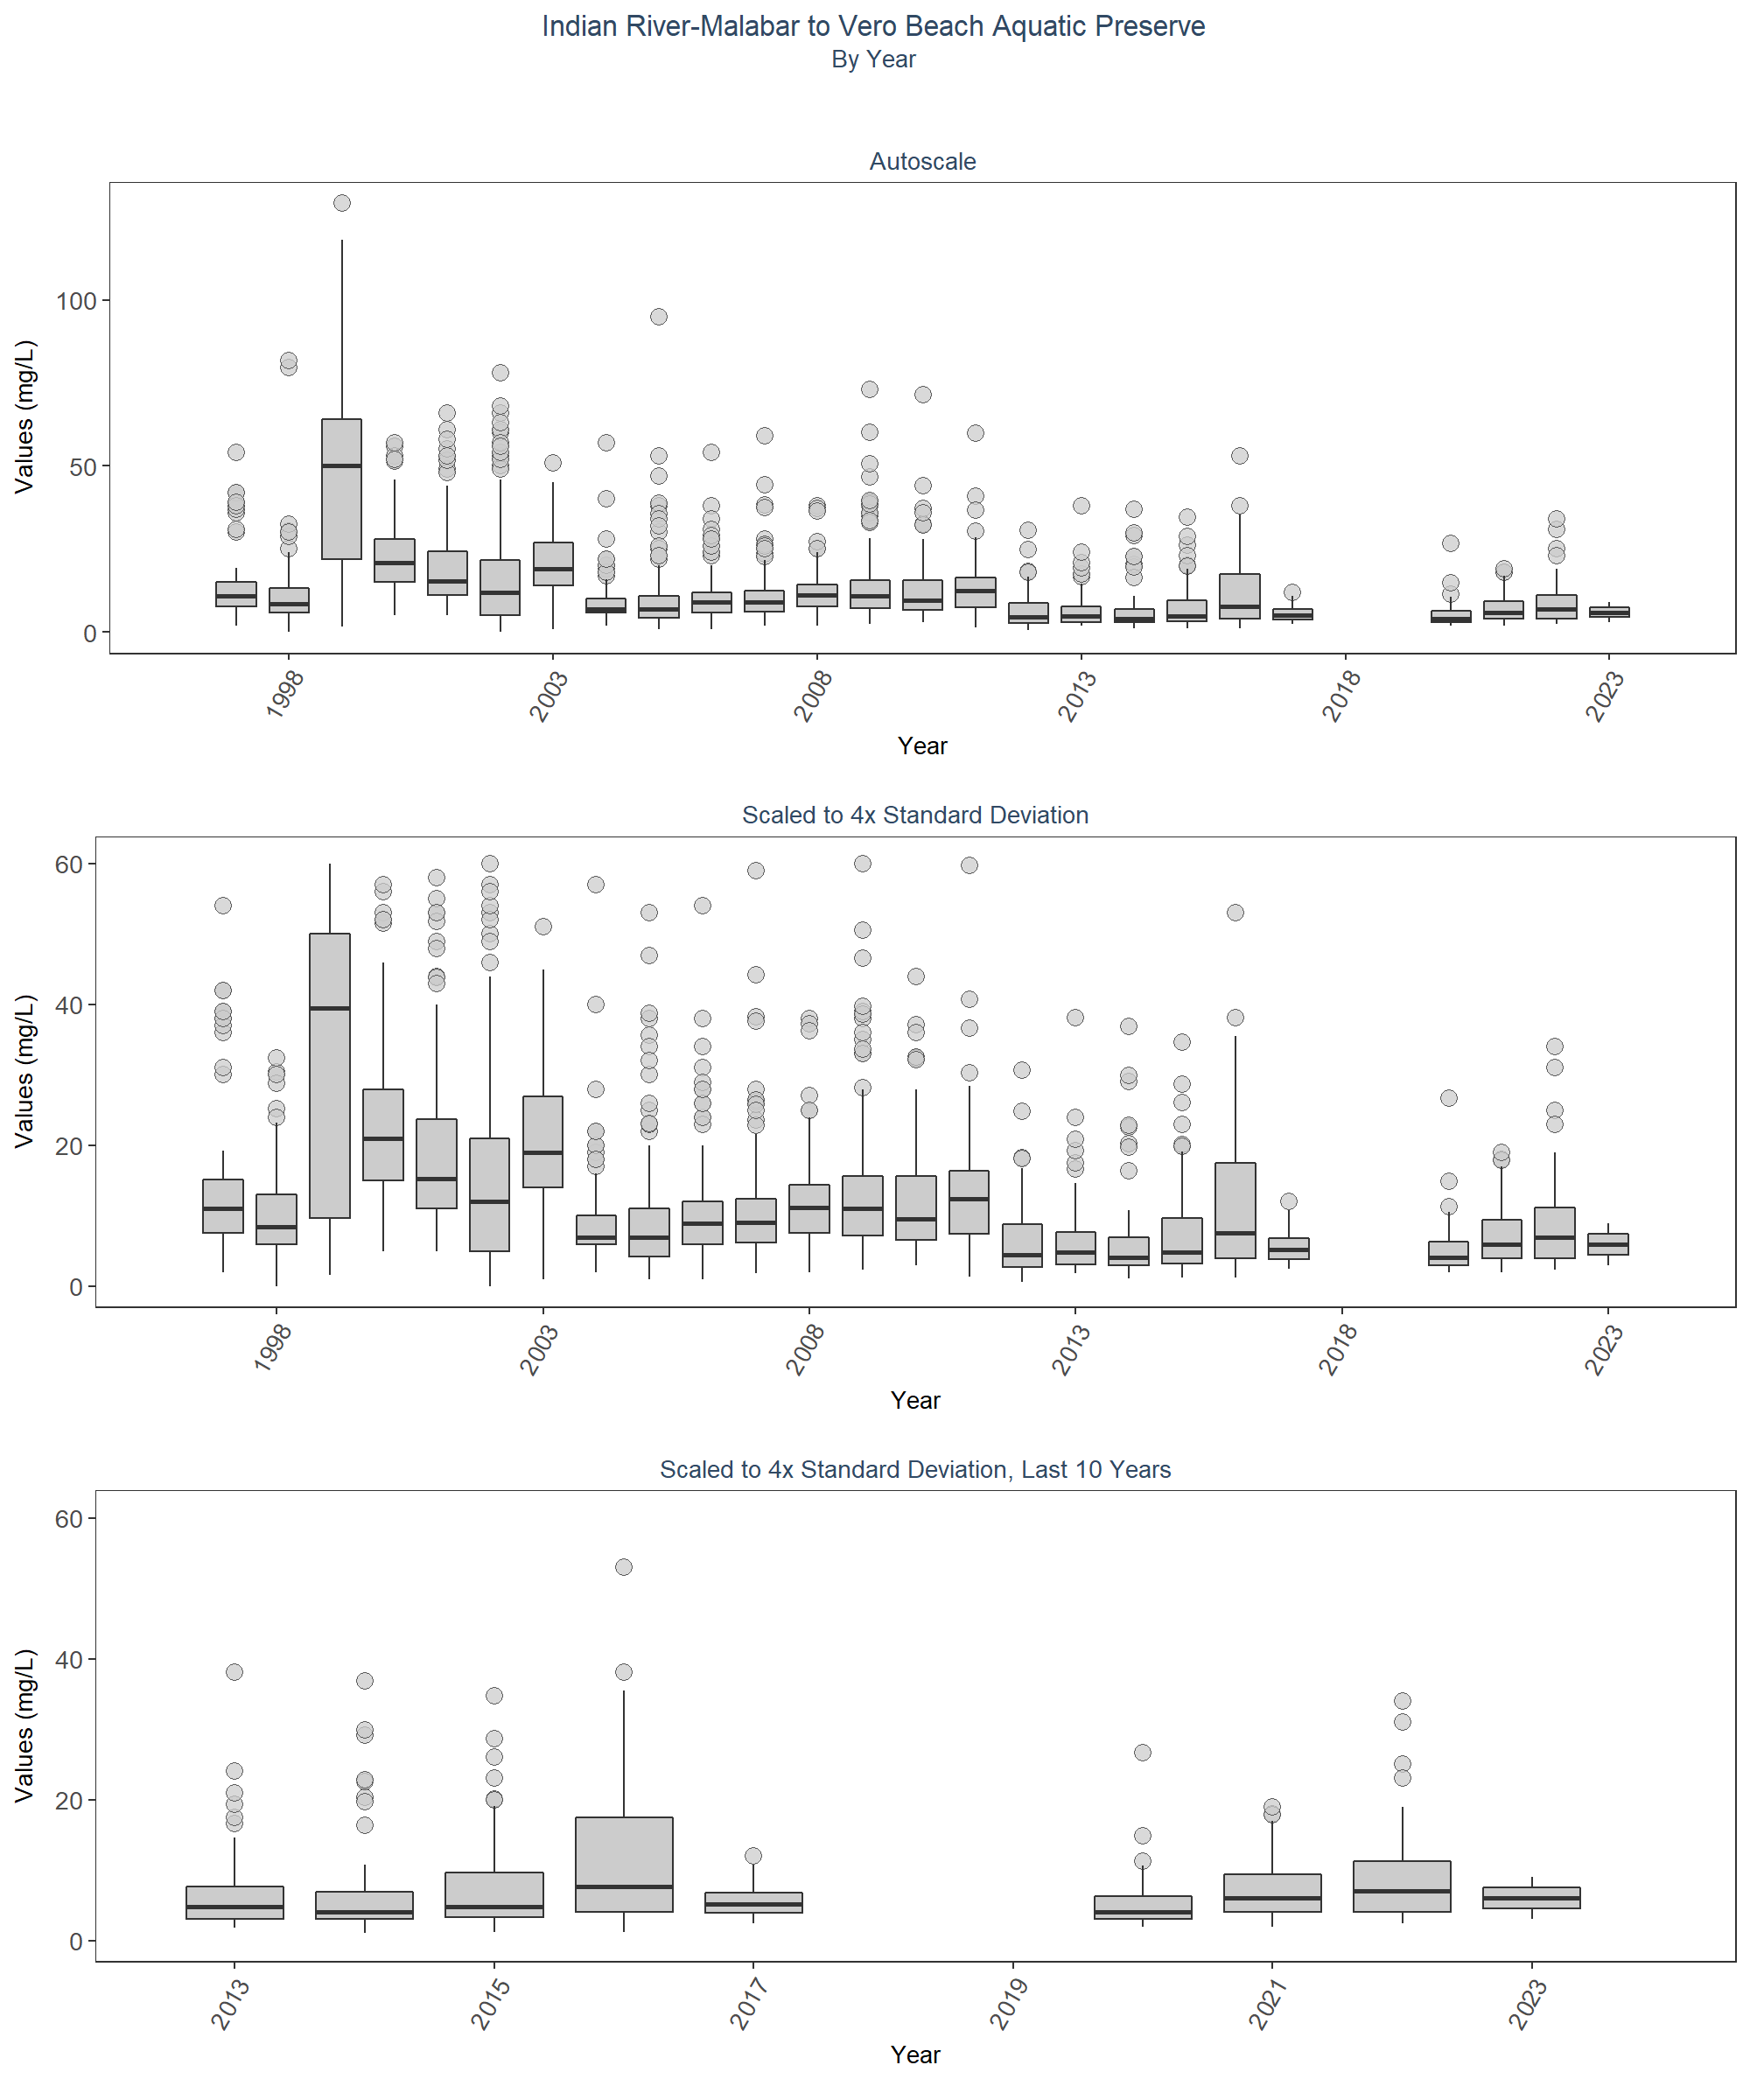 Indian River-Malabar to Vero Beach Aquatic Preserve
By Year
Autoscale
Values (mg/L)
100
50
0
1998
2003
2008
2013
2018
2023
Year
Scaled to 4x Standard Deviation
Values (mg/L)
60
40
20
0
1998
2003
2008
2013
2018
2023
Year
Scaled to 4x Standard Deviation, Last 10 Years
Values (mg/L)
60
40
20
0
2013
2015
2017
2019
2021
2023
Year